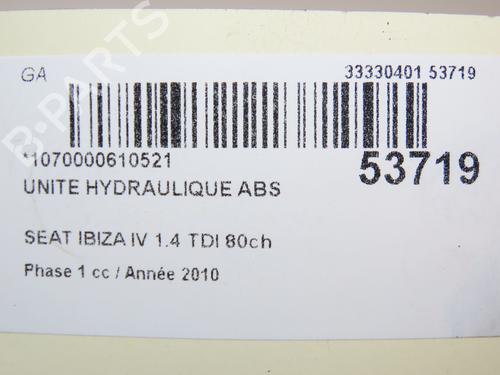 GA
33330401 53719
*1070000610521
53719
UNITE HYDRAULIQUE ABS
SEAT IBIZA IV 1.4 TDI 80ch
Phase 1 cc / Année 2010
B-PARTS